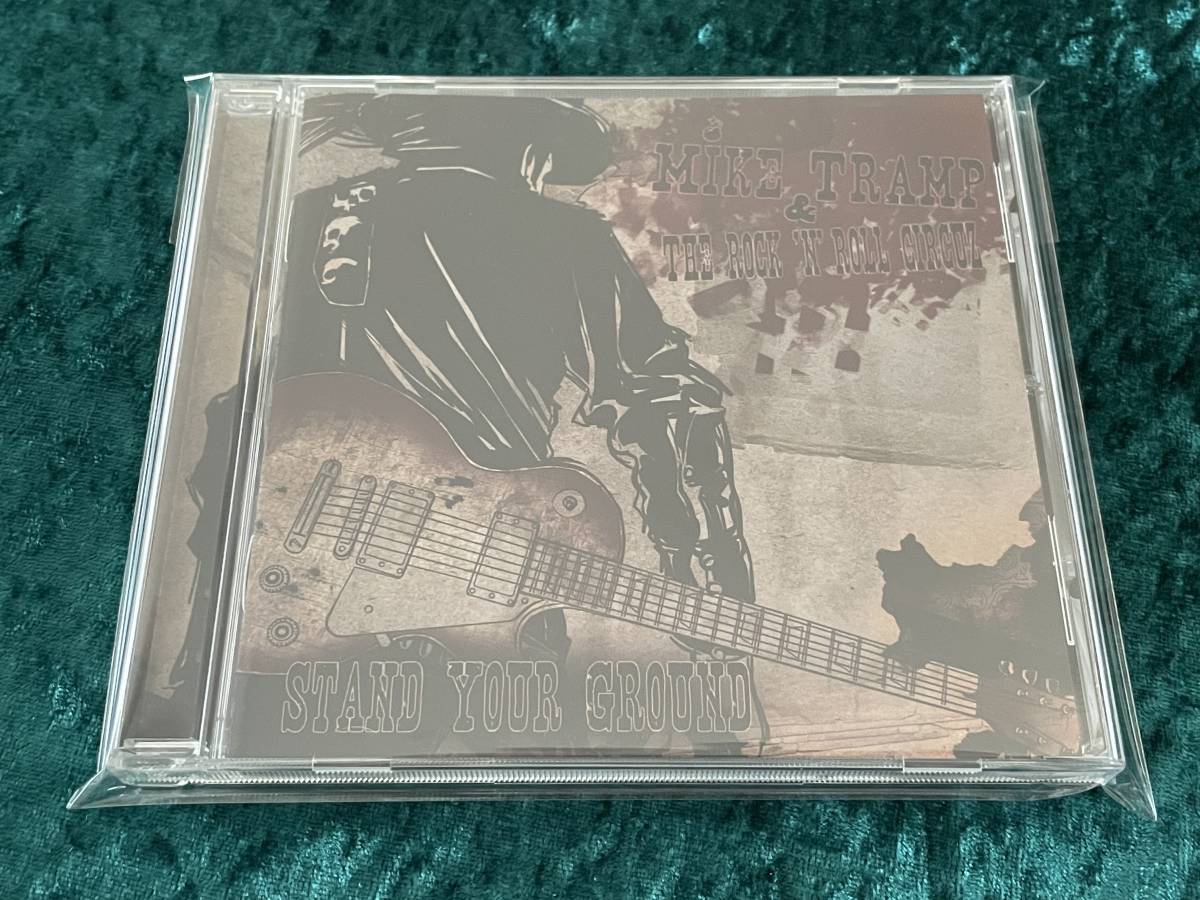 MIKE TRAMP
&
THE ROCK 'N' ROLL CIRCUZ
STAND YOUR GROUND